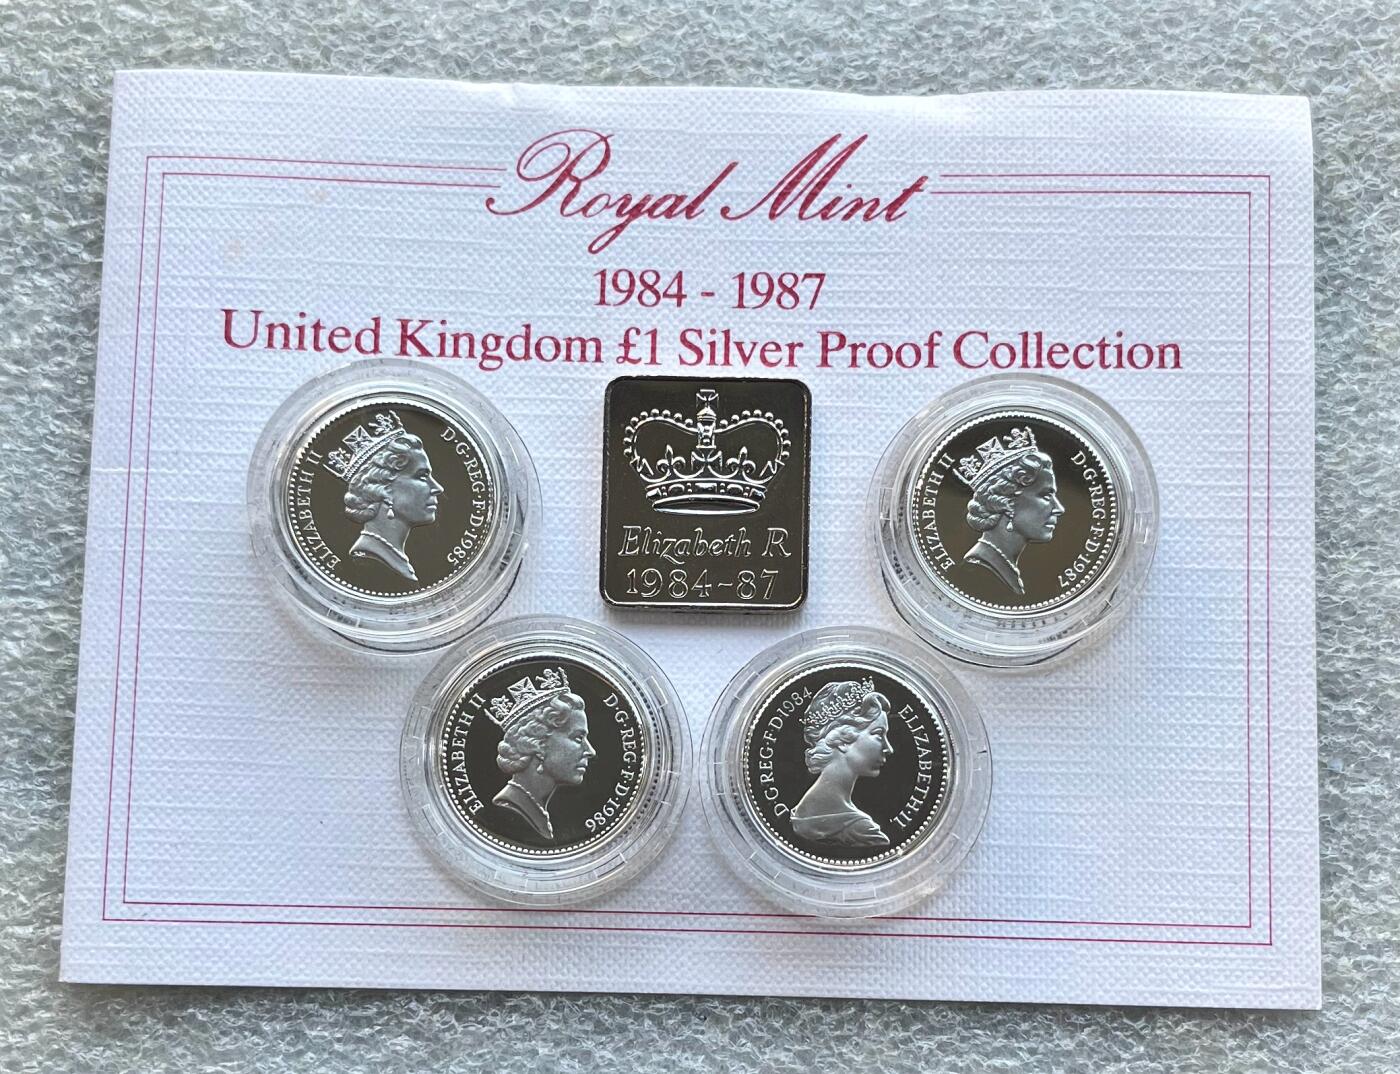 Royal Mint
1984 - 1987
United Kingdom £1 Silver Proof Collection
ELIZABETH II D·G·REG·F·D·1985
Elizabeth R
1984-87
ELIZABETH II D·G·REG·F·D·1987
ELIZABETH II D·G·REG·F·D·1986
D·G·REG·F·D·1984 ELIZABETH·II